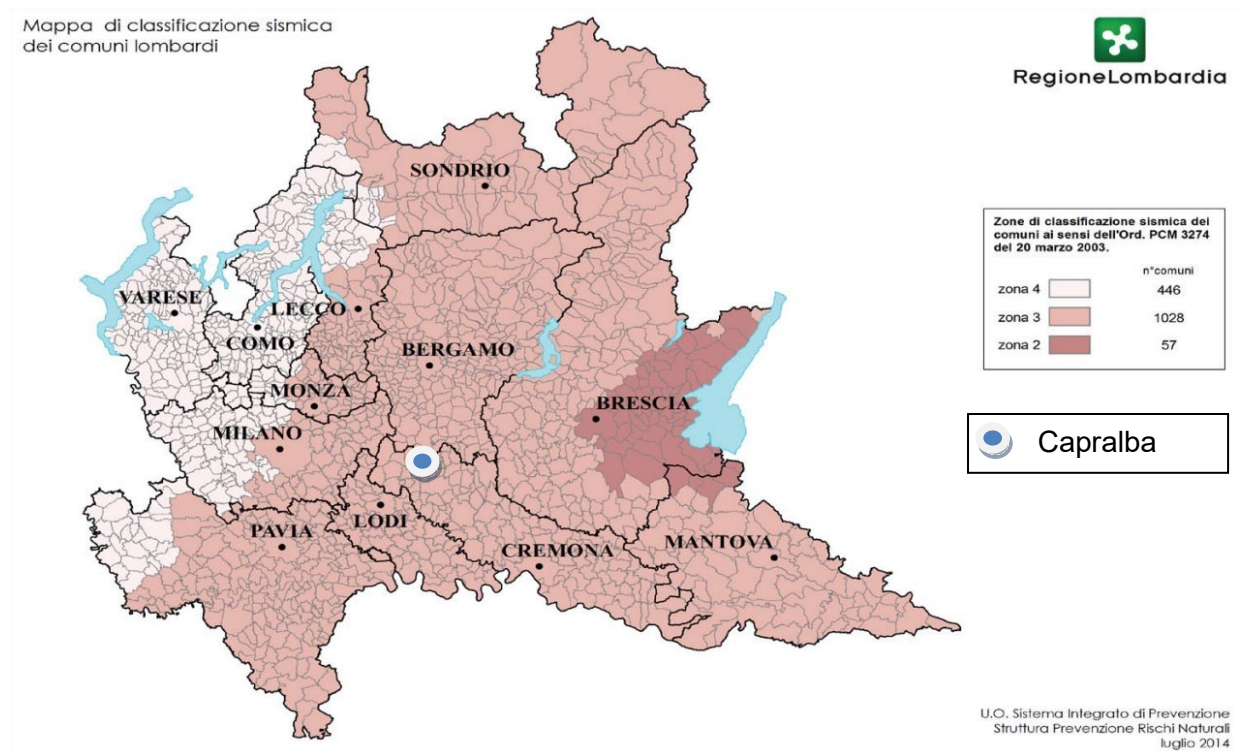 Mappa di classificazione sismica
dei comuni lombardi
RegioneLombardia
SONDRIO
VARESE
LECCO
COMO
BERGAMO
MONZA
BRESCIA
MILANO
PAVIA
LODI
CREMONA
MANTOVA
Zone di classificazione sismica dei
comuni ai sensi dell'Ord. PCM 3274
del 20 marzo 2003.
n°comuni
zona 4 446
zona 3 1028
zona 2 57
Capralba
U.O. Sistema Integrato di Prevenzione
Struttura Prevenzione Rischi Naturali
luglio 2014